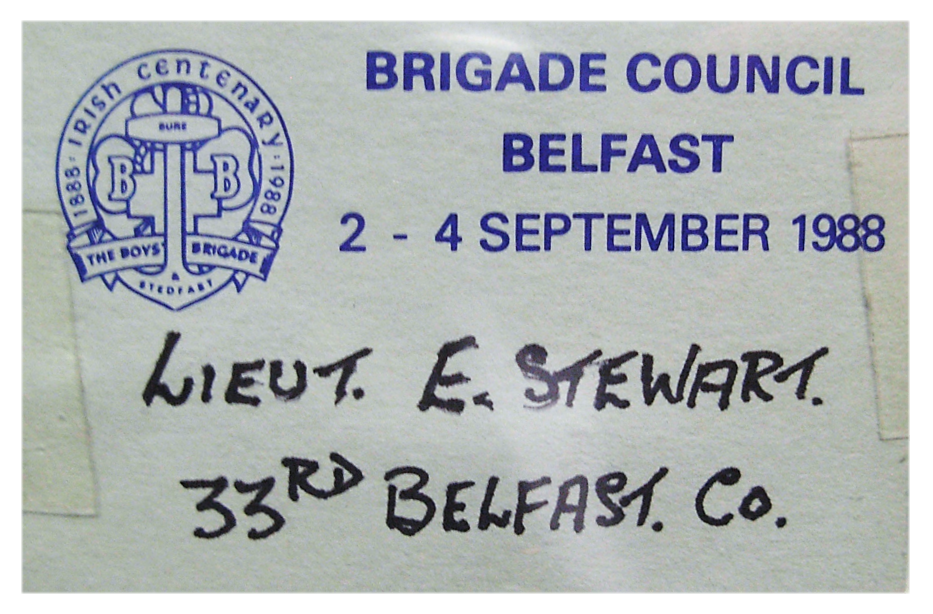 1888 · IRISH CENTENARY · 1988
SURE
B B
THE BOYS BRIGADE
&
STEDFAST
BRIGADE COUNCIL
BELFAST
2 - 4 SEPTEMBER 1988
LIEUT. E. STEWART.
33RD BELFAST. CO.